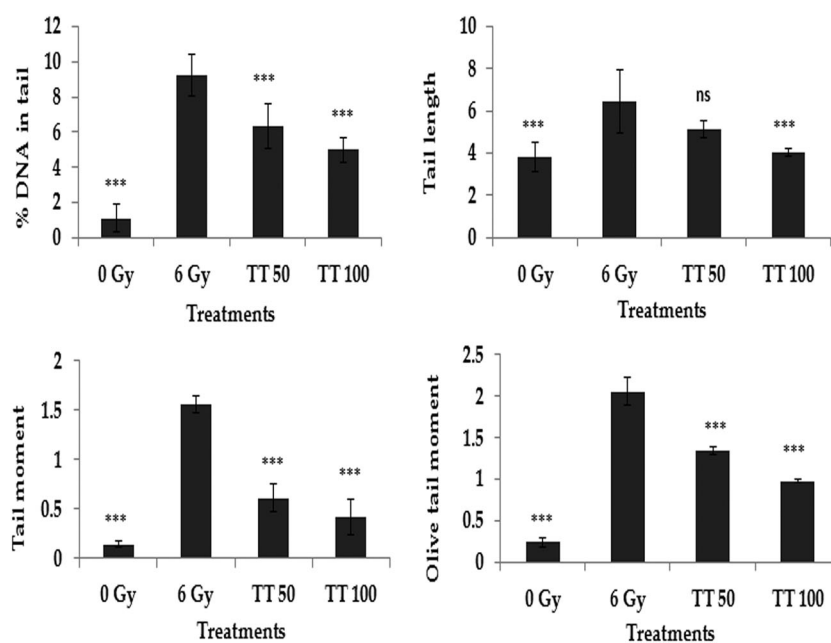 % DNA in tail
12
10
8
6
4
2
0
***
***
***
0 Gy 6 Gy TT 50 TT 100
Treatments
Tail length
10
8
6
4
2
0
***
ns
***
0 Gy 6 Gy TT 50 TT 100
Treatments
Tail moment
2
1.5
1
0.5
0
***
***
***
0 Gy 6 Gy TT 50 TT 100
Treatments
Olive tail moment
2.5
2
1.5
1
0.5
0
***
***
***
0 Gy 6 Gy TT 50 TT 100
Treatments